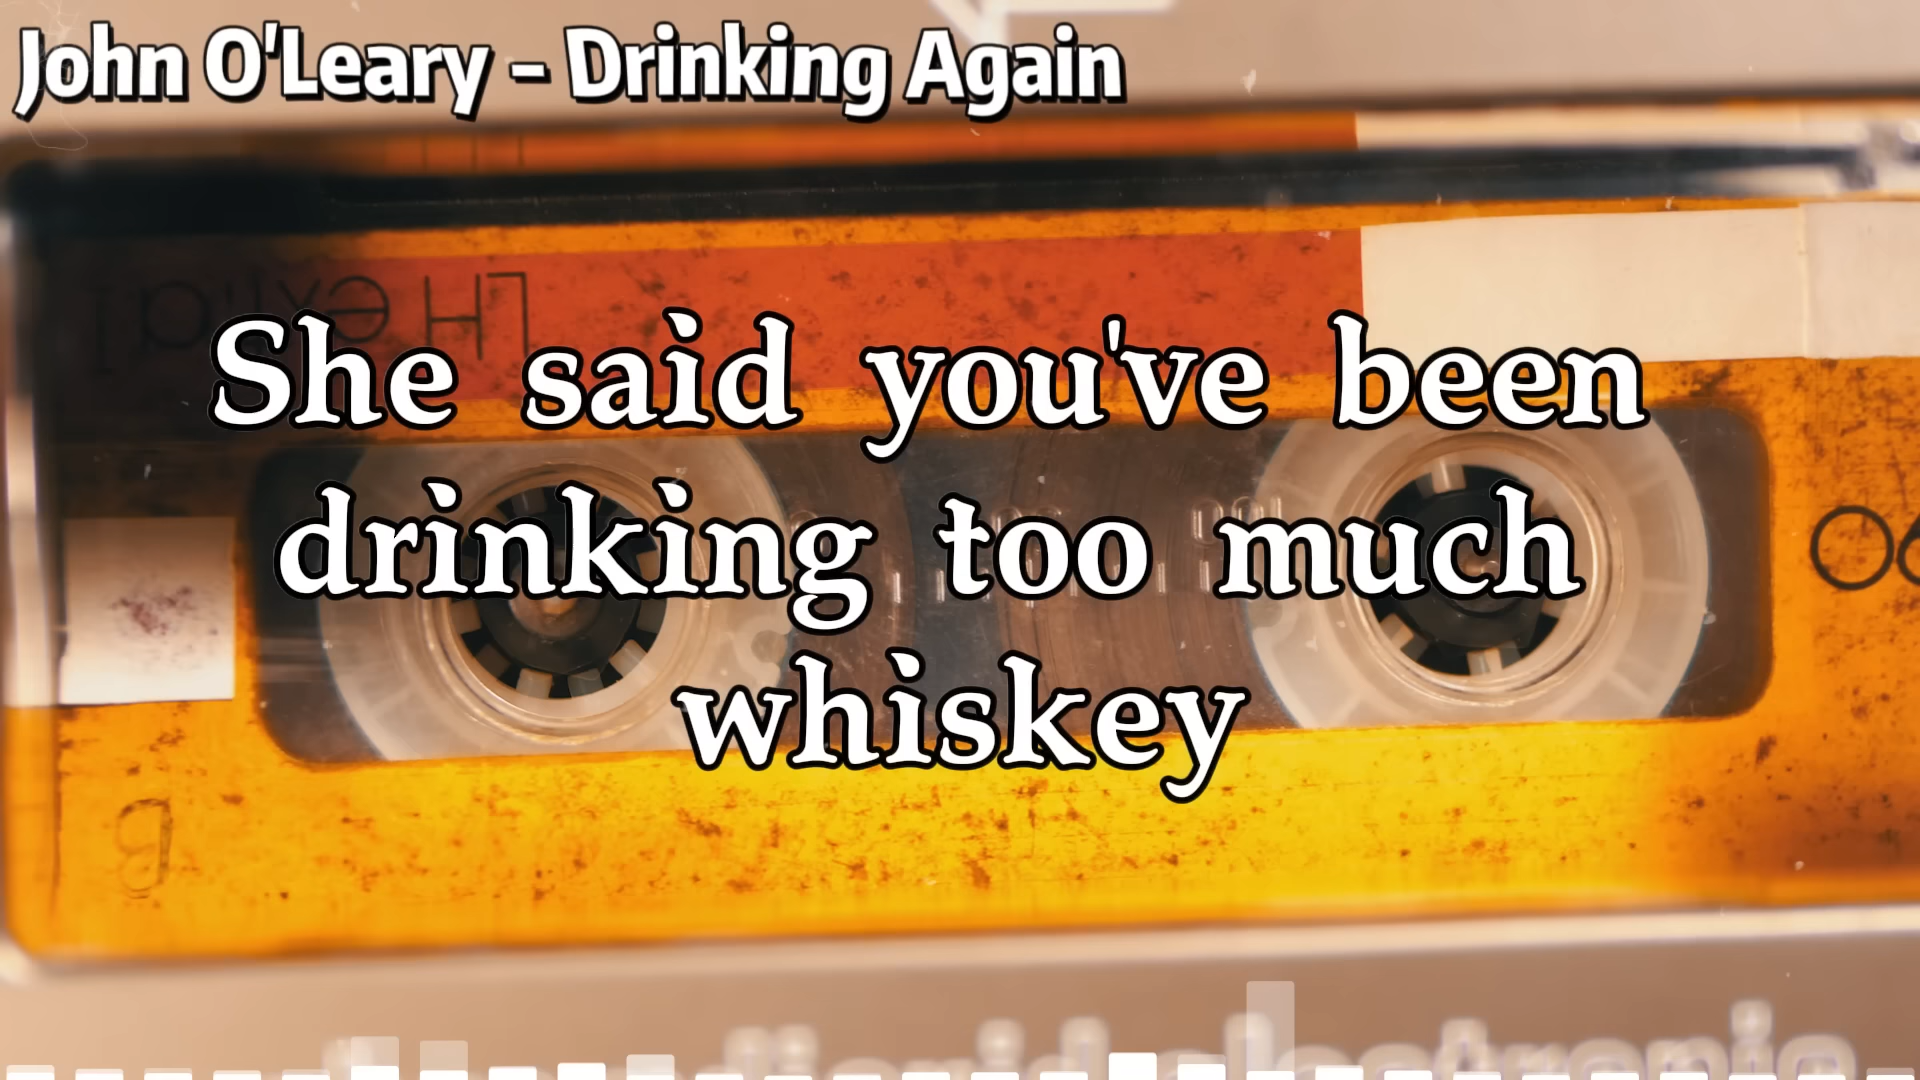 John O'Leary - Drinking Again
She said you've been
drinking too much
whiskey